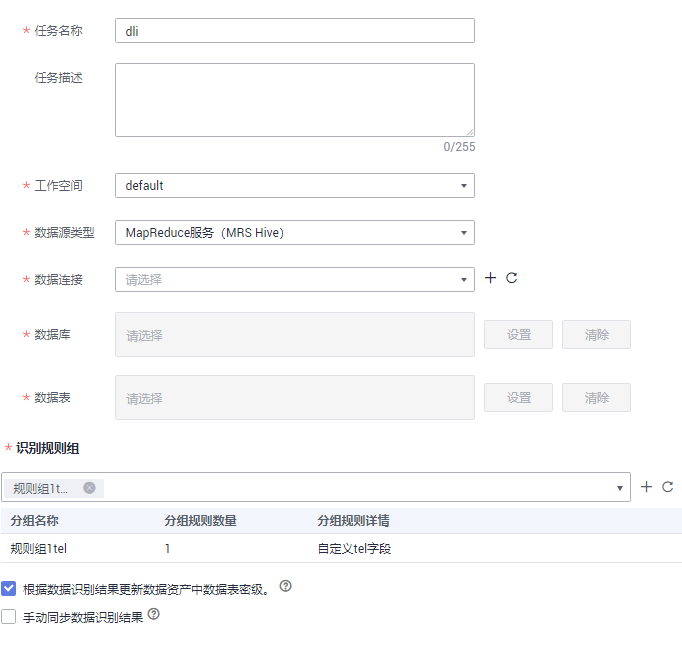 * 任务名称 dli
任务描述
0/255
* 工作空间 default
* 数据源类型 MapReduce服务（MRS Hive）
* 数据连接 请选择
* 数据库 请选择 设置 清除
* 数据表 请选择 设置 清除
* 识别规则组
规则组1t...
分组名称 分组规则数量 分组规则详情
规则组1tel 1 自定义tel字段
根据数据识别结果更新数据资产中数据表密级。
手动同步数据识别结果